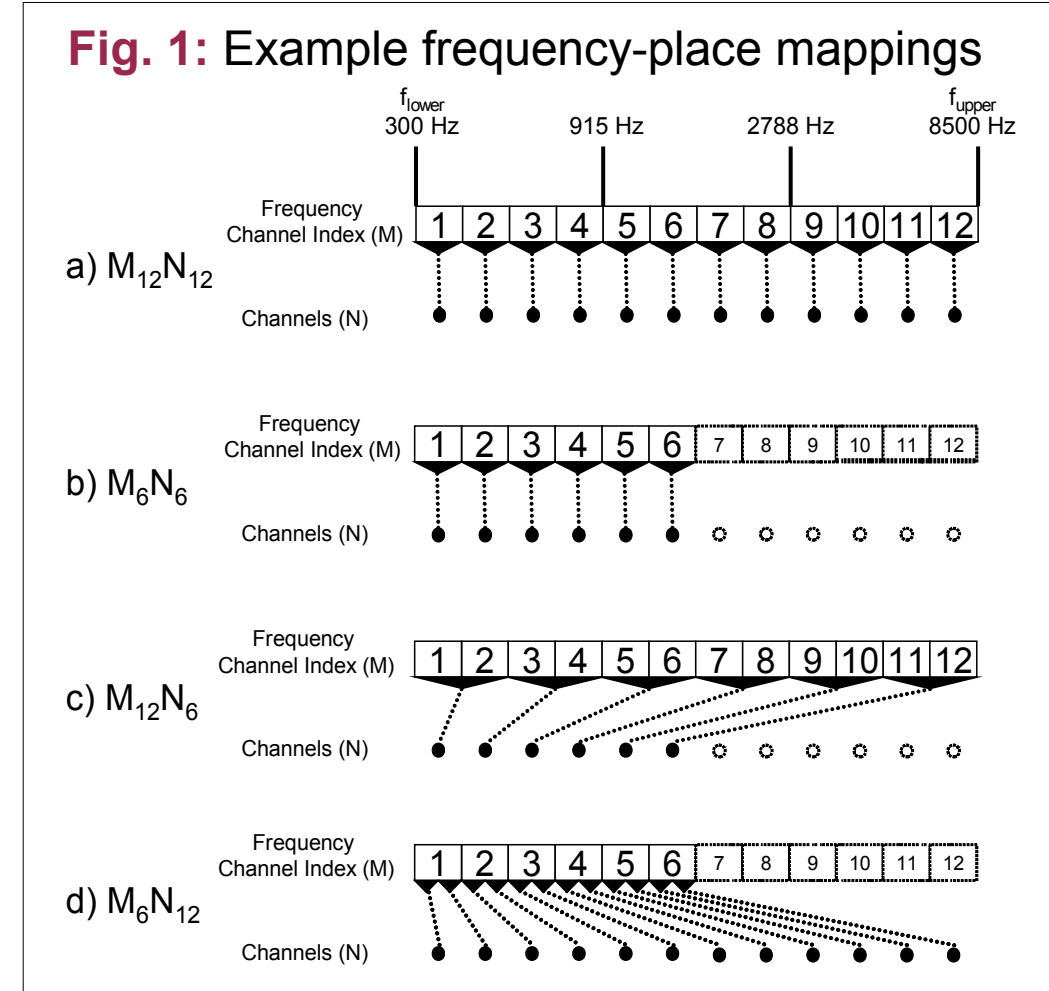 Fig. 1: Example frequency-place mappings
f_lower f_upper
300 Hz 915 Hz 2788 Hz 8500 Hz
Frequency
Channel Index (M) 1 2 3 4 5 6 7 8 9 10 11 12
a) M₁₂N₁₂
Channels (N)
Frequency
Channel Index (M) 1 2 3 4 5 6 7 8 9 10 11 12
b) M₆N₆
Channels (N)
Frequency
Channel Index (M) 1 2 3 4 5 6 7 8 9 10 11 12
c) M₁₂N₆
Channels (N)
Frequency
Channel Index (M) 1 2 3 4 5 6 7 8 9 10 11 12
d) M₆N₁₂
Channels (N)